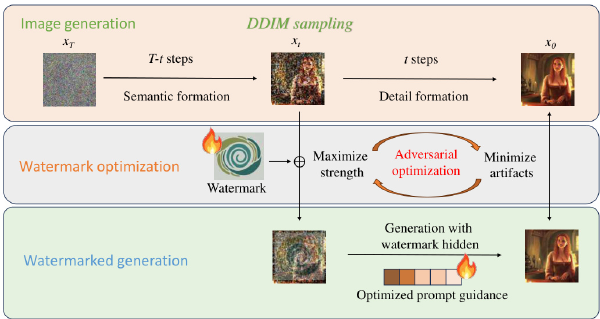 Image generation
DDIM sampling
x_T
x_t
x_0
T-t steps
t steps
Semantic formation
Detail formation
Watermark optimization
Watermark
Maximize
strength
Adversarial
optimization
Minimize
artifacts
Watermarked generation
Generation with
watermark hidden
Optimized prompt guidance